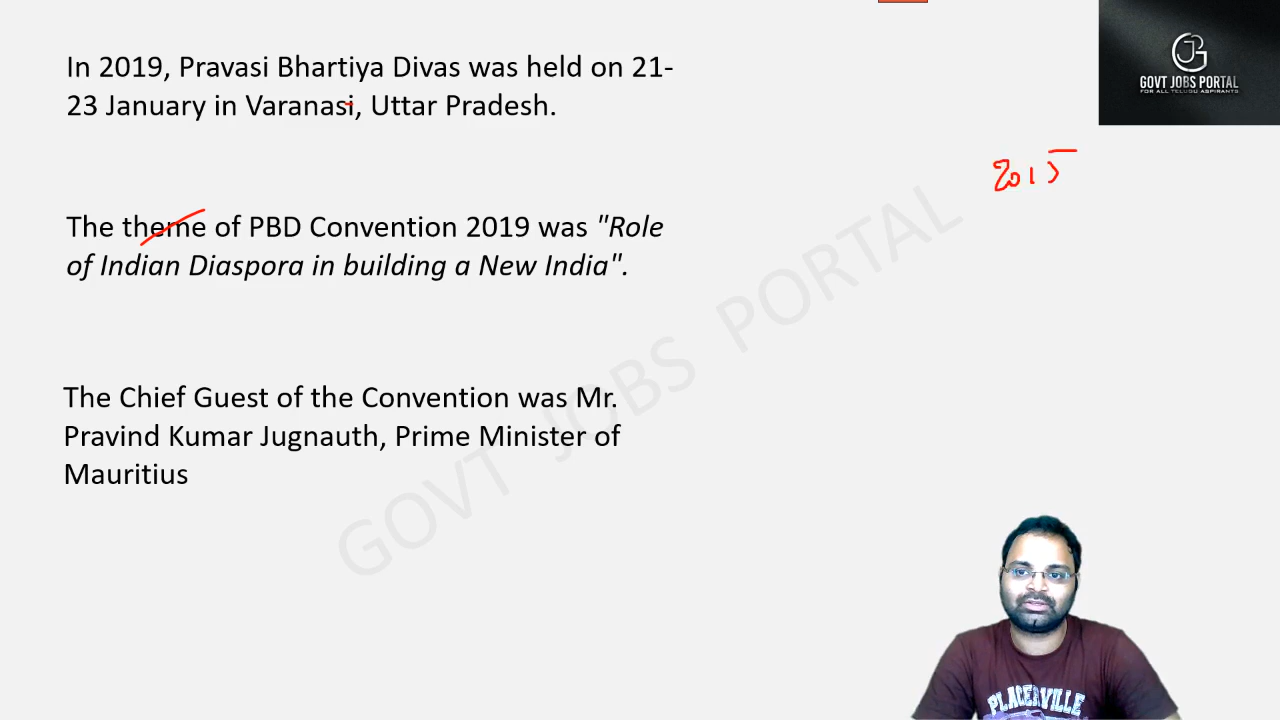 In 2019, Pravasi Bhartiya Divas was held on 21-
23 January in Varanasi, Uttar Pradesh.
GJB
GOVT JOBS PORTAL
FOR ALL TELUGU ASPIRANTS
2015
The theme of PBD Convention 2019 was "Role
of Indian Diaspora in building a New India".
GOVT JOBS PORTAL
The Chief Guest of the Convention was Mr.
Pravind Kumar Jugnauth, Prime Minister of
Mauritius
PLACERVILLE